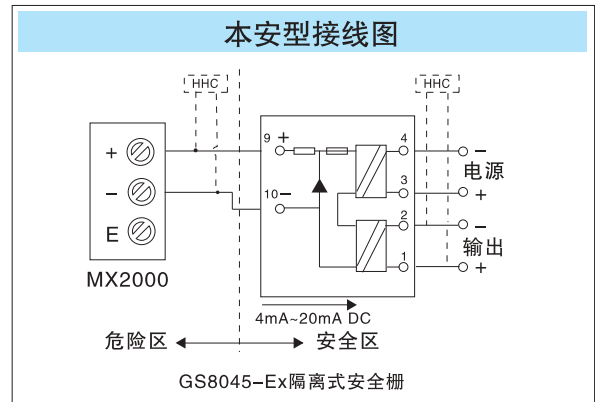 本安型接线图
HHC
HHC
+
−
E
MX2000
9 +
10−
4
3
2
1
−
电源
+
−
输出
+
4mA~20mA DC
危险区
安全区
GS8045−Ex隔离式安全栅